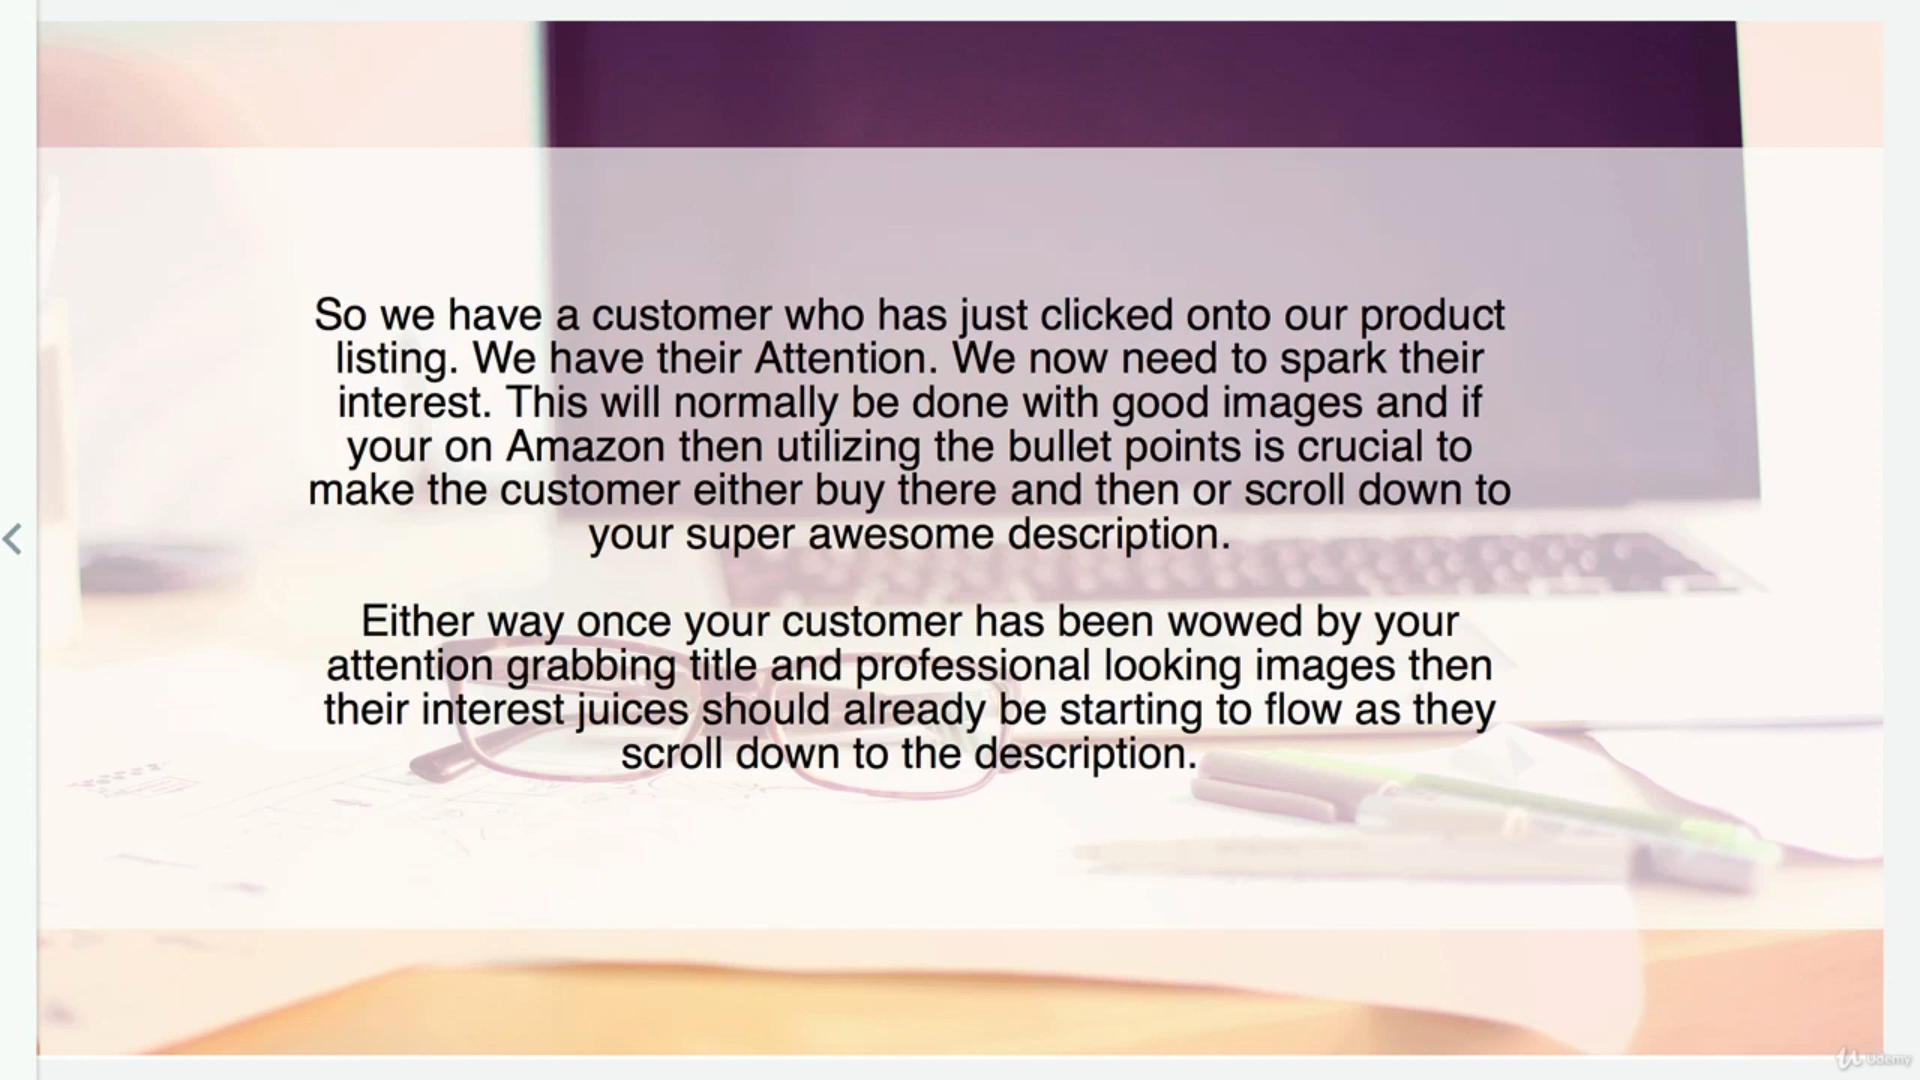 So we have a customer who has just clicked onto our product
listing. We have their Attention. We now need to spark their
interest. This will normally be done with good images and if
your on Amazon then utilizing the bullet points is crucial to
make the customer either buy there and then or scroll down to
your super awesome description.
Either way once your customer has been wowed by your
attention grabbing title and professional looking images then
their interest juices should already be starting to flow as they
scroll down to the description.
Udemy